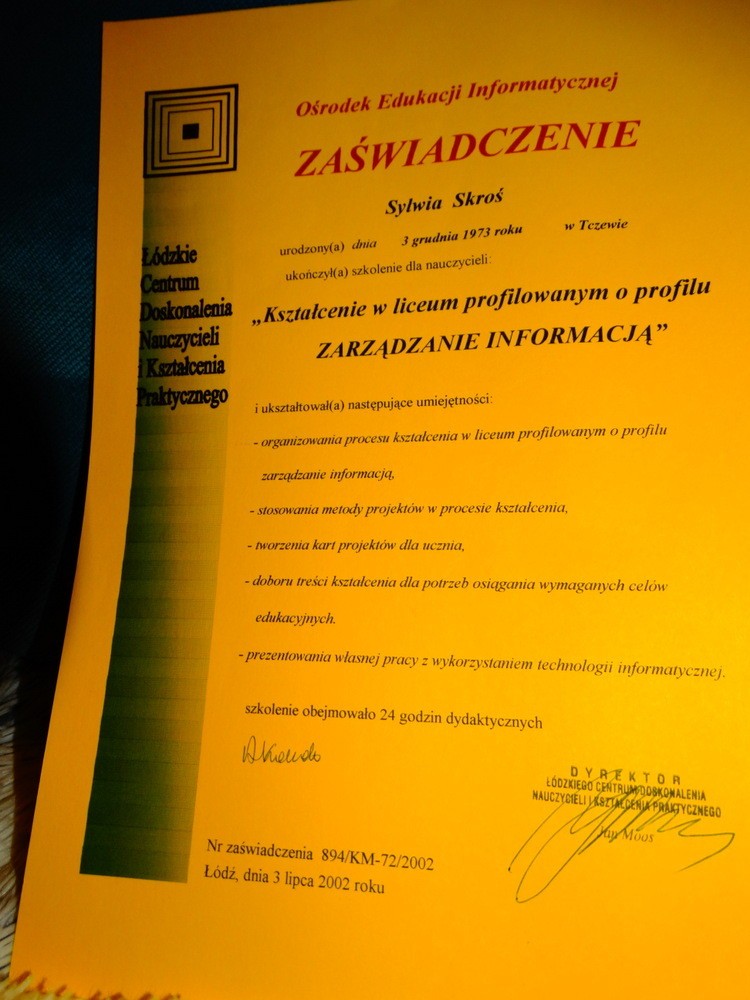 Ośrodek Edukacji Informatycznej
ZAŚWIADCZENIE
Sylwia Skroś
urodzony(a) dnia 3 grudnia 1973 roku w Tczewie
ukończył(a) szkolenie dla nauczycieli:
„Kształcenie w liceum profilowanym o profilu
ZARZĄDZANIE INFORMACJĄ”
Łódzkie
Centrum
Doskonalenia
Nauczycieli
i Kształcenia
Praktycznego
i ukształtował(a) następujące umiejętności:
- organizowania procesu kształcenia w liceum profilowanym o profilu
zarządzanie informacją,
- stosowania metody projektów w procesie kształcenia,
- tworzenia kart projektów dla ucznia,
- doboru treści kształcenia dla potrzeb osiągania wymaganych celów
edukacyjnych.
- prezentowania własnej pracy z wykorzystaniem technologii informatycznej.
szkolenie obejmowało 24 godzin dydaktycznych
DYREKTOR
ŁÓDZKIEGO CENTRUM DOSKONALENIA
NAUCZYCIELI I KSZTAŁCENIA PRAKTYCZNEGO
Jan Moos
Nr zaświadczenia 894/KM-72/2002
Łódź, dnia 3 lipca 2002 roku